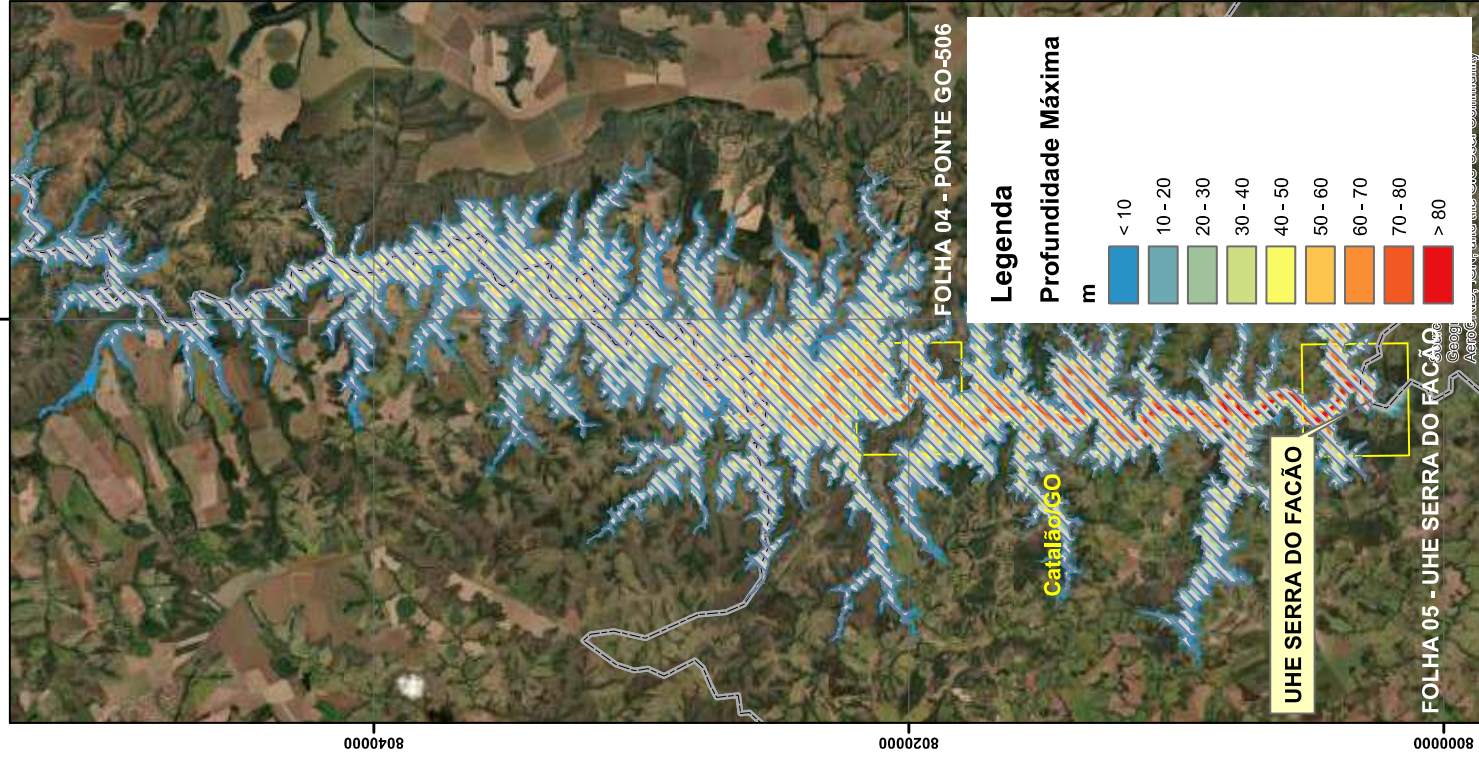 FOLHA 04 - PONTE GO-506
Legenda
Profundidade Máxima
m
< 10
10 - 20
20 - 30
30 - 40
40 - 50
50 - 60
60 - 70
70 - 80
> 80
Catalão/GO
UHE SERRA DO FACÃO
FOLHA 05 - UHE SERRA DO FACÃO
8040000
8020000
8000000